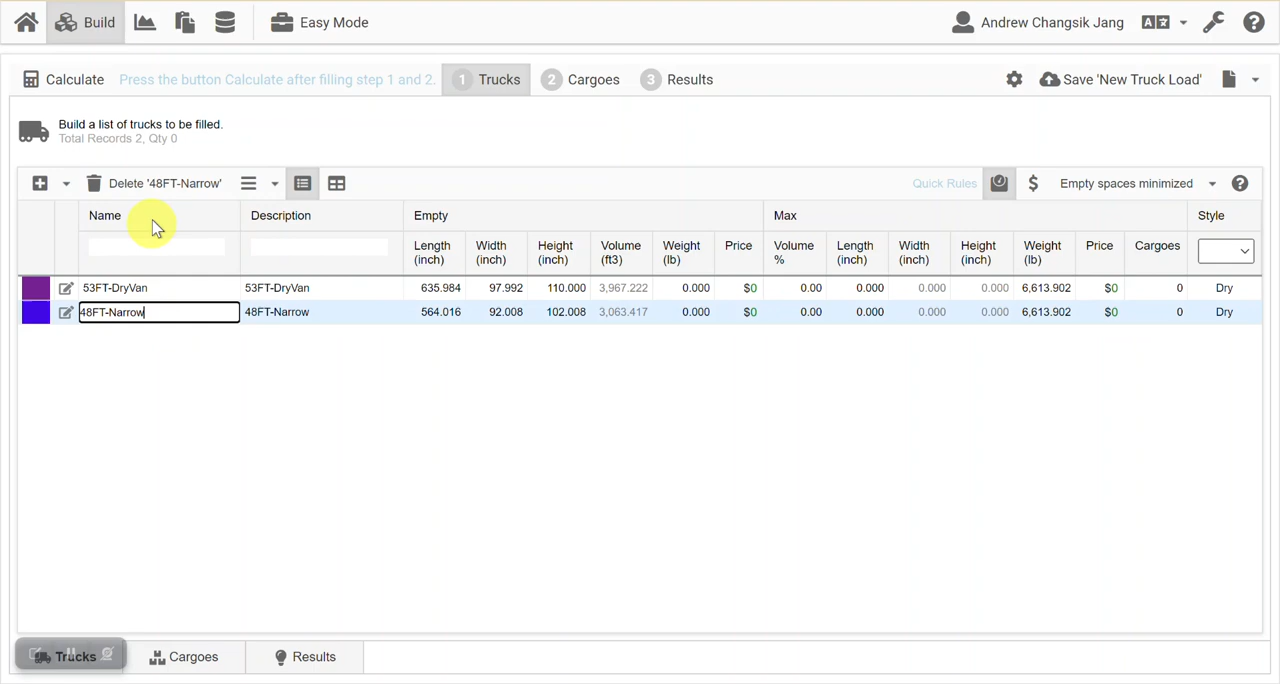 Build Easy Mode Andrew Changsik Jang
Calculate Press the button Calculate after filling step 1 and 2. 1 Trucks 2 Cargoes 3 Results Save 'New Truck Load'
Build a list of trucks to be filled.
Total Records 2, Qty 0
Delete '48FT-Narrow' Quick Rules $ Empty spaces minimized
Name Description Empty Max Style
Length (inch) Width (inch) Height (inch) Volume (ft3) Weight (lb) Price Volume % Length (inch) Width (inch) Height (inch) Weight (lb) Price Cargoes
53FT-DryVan 53FT-DryVan 635.984 97.992 110.000 3,967.222 0.000 $0 0.00 0.000 0.000 0.000 6,613.902 $0 0 Dry
48FT-Narrow 48FT-Narrow 564.016 92.008 102.008 3,063.417 0.000 $0 0.00 0.000 0.000 0.000 6,613.902 $0 0 Dry
Trucks Cargoes Results